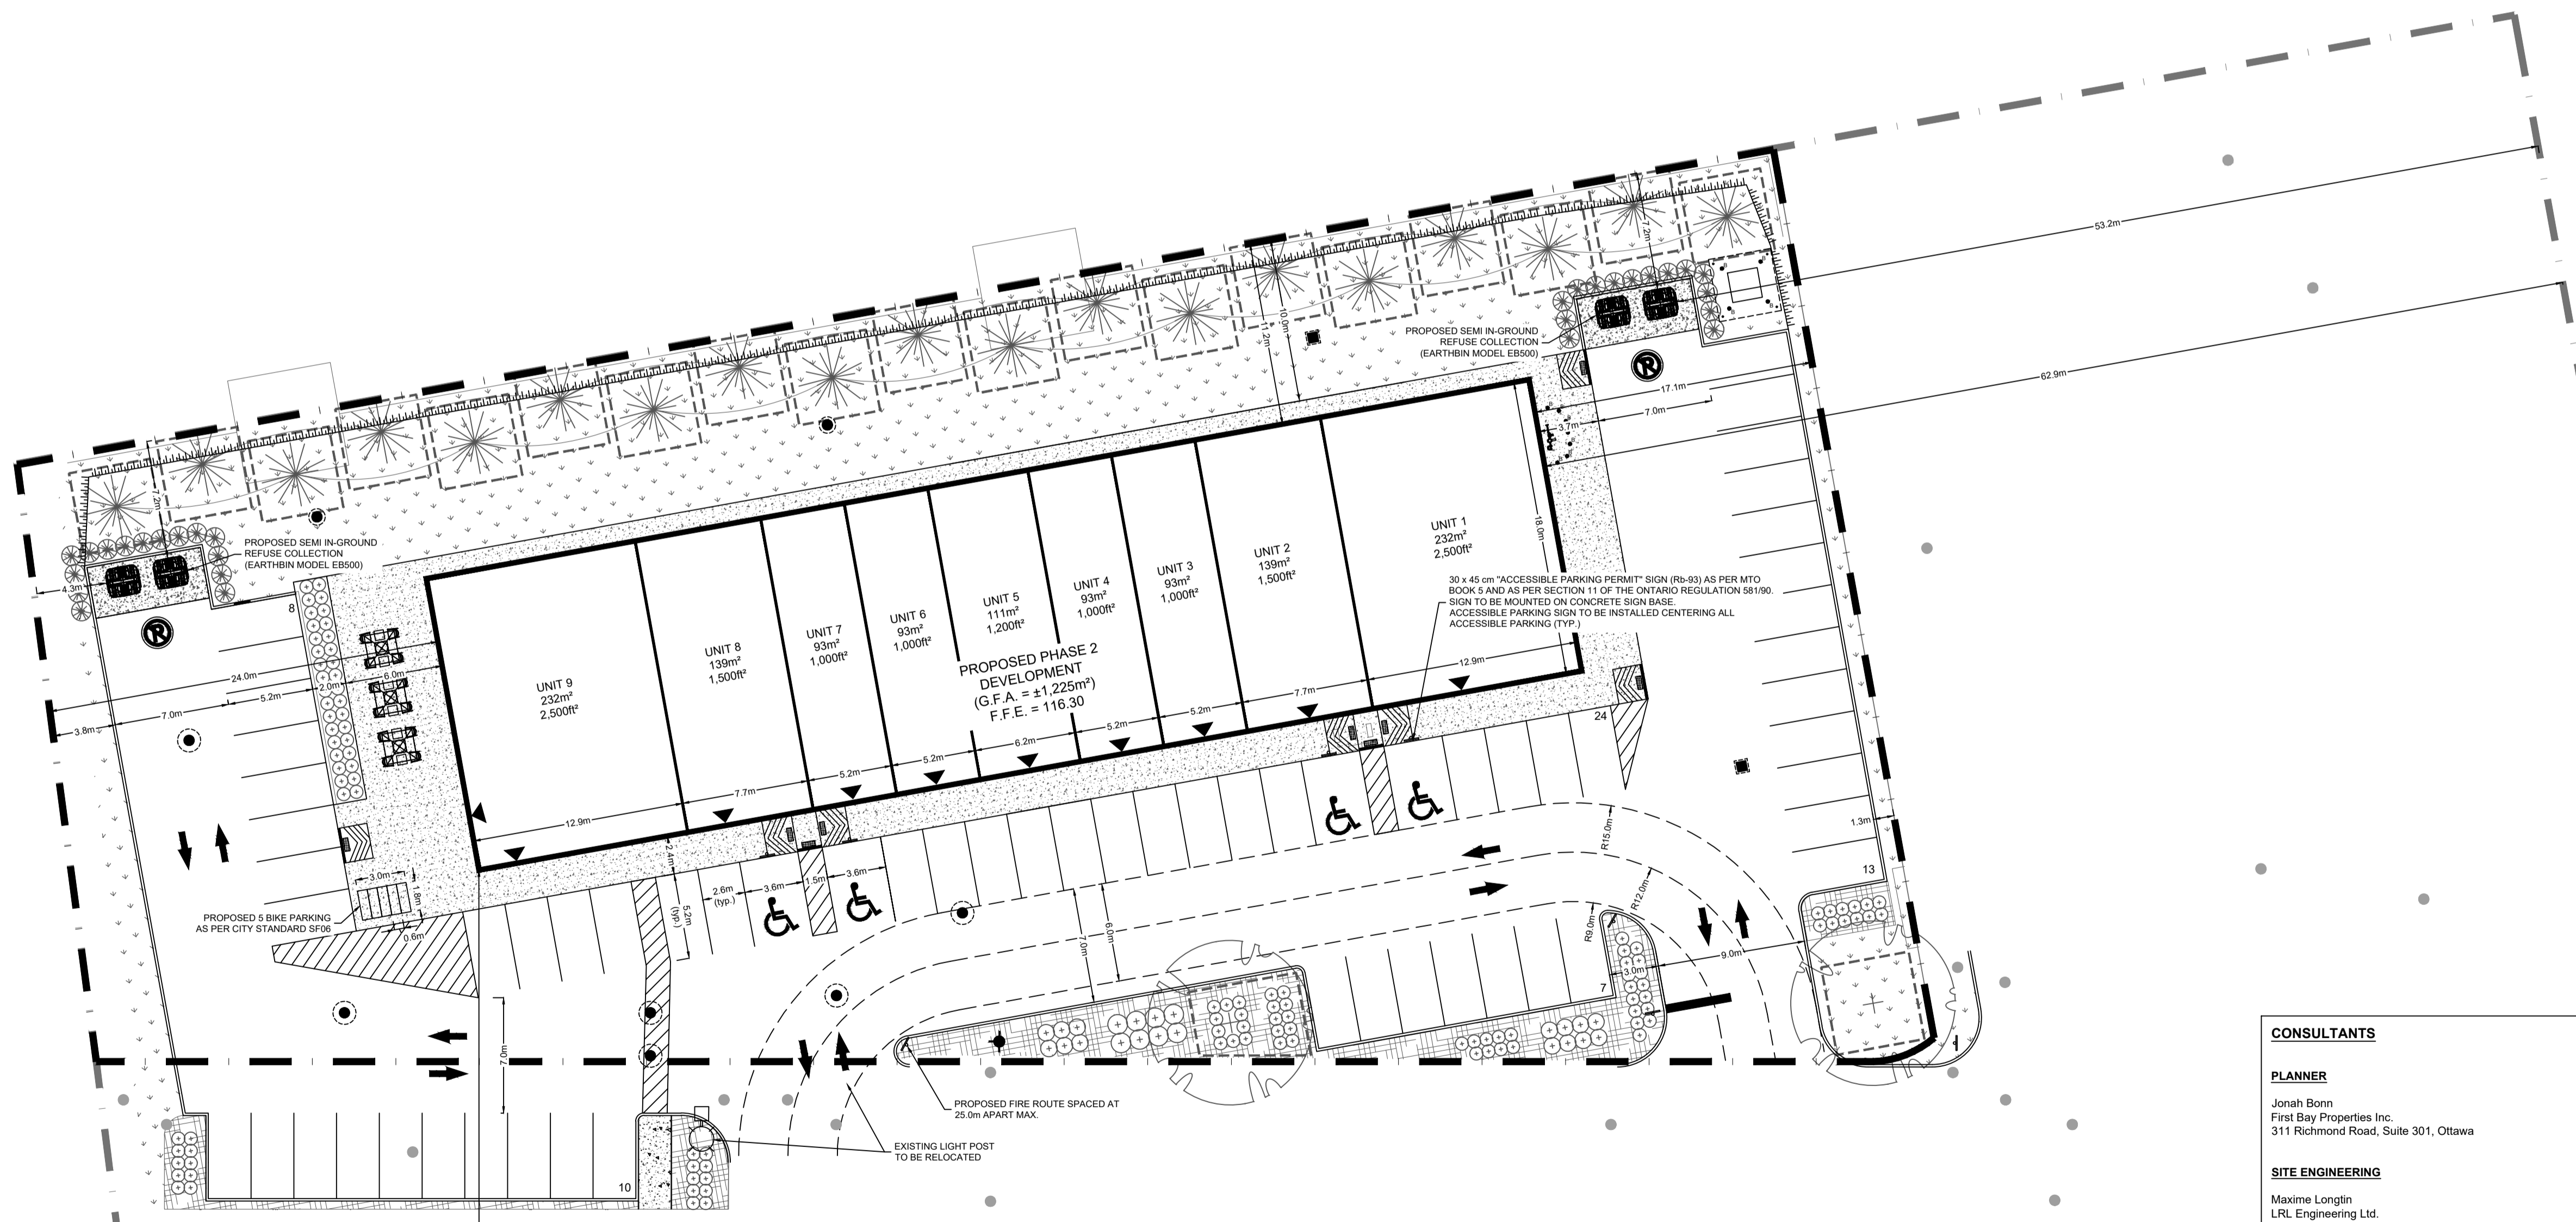 53.2m
62.9m
7.2m
10.0m
11.2m
PROPOSED SEMI IN-GROUND
REFUSE COLLECTION
(EARTHBIN MODEL EB500)
R
17.1m
7.0m
3.7m
18.0m
UNIT 1
232m²
2,500ft²
UNIT 2
139m²
1,500ft²
UNIT 3
93m²
1,000ft²
UNIT 4
93m²
1,000ft²
UNIT 5
111m²
1,200ft²
UNIT 6
93m²
1,000ft²
UNIT 7
93m²
1,000ft²
UNIT 8
139m²
1,500ft²
UNIT 9
232m²
2,500ft²
PROPOSED PHASE 2
DEVELOPMENT
(G.F.A. = ±1,225m²)
F.F.E. = 116.30
30 x 45 cm "ACCESSIBLE PARKING PERMIT" SIGN (Rb-93) AS PER MTO
BOOK 5 AND AS PER SECTION 11 OF THE ONTARIO REGULATION 581/90.
SIGN TO BE MOUNTED ON CONCRETE SIGN BASE.
ACCESSIBLE PARKING SIGN TO BE INSTALLED CENTERING ALL
ACCESSIBLE PARKING (TYP.)
7.2m
PROPOSED SEMI IN-GROUND
REFUSE COLLECTION
(EARTHBIN MODEL EB500)
4.3m
8
R
24.0m
6.0m
2.0m
5.2m
7.0m
3.8m
12.9m
7.7m
5.2m
5.2m
6.2m
5.2m
5.2m
7.7m
12.9m
24
2.4m
2.6m
(typ.)
3.6m
1.5m
3.6m
5.2m
(typ.)
3.0m
1.8m
0.6m
PROPOSED 5 BIKE PARKING
AS PER CITY STANDARD SF06
7.0m
7.0m
6.0m
R15.0m
R12.0m
R9.0m
3.0m
9.0m
1.3m
13
7
10
PROPOSED FIRE ROUTE SPACED AT
25.0m APART MAX.
EXISTING LIGHT POST
TO BE RELOCATED
CONSULTANTS
PLANNER
Jonah Bonn
First Bay Properties Inc.
311 Richmond Road, Suite 301, Ottawa
SITE ENGINEERING
Maxime Longtin
LRL Engineering Ltd.